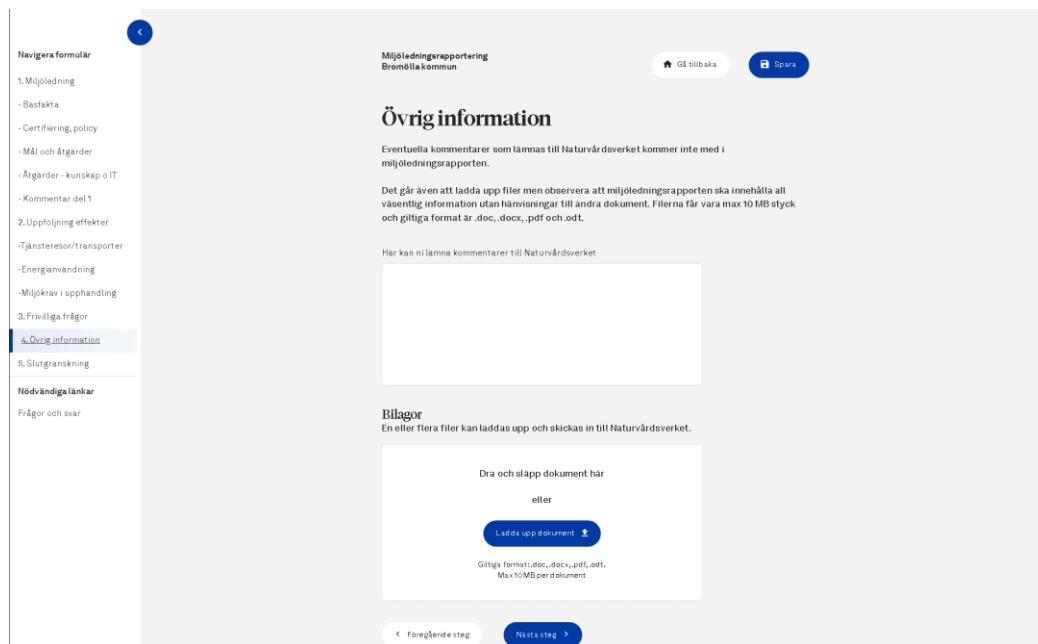 Navigera formulär
1. Miljöledning
- Basfakta
- Certifiering, policy
- Mål och åtgärder
- Åtgärder - kunskap o IT
- Kommentar del 1
2. Uppföljning effekter
-Tjänsteresor/transporter
-Energianvändning
-Miljökrav i upphandling
3. Frivilliga frågor
4. Övrig information
5. Slutgranskning
Nödvändiga länkar
Frågor och svar
Miljöledningsrapportering
Bromölla kommun
Gå tillbaka
Spara
Övrig information
Eventuella kommentarer som lämnas till Naturvårdsverket kommer inte med i
miljöledningsrapporten.
Det går även att ladda upp filer men observera att miljöledningsrapporten ska innehålla all
väsentlig information utan hänvisningar till andra dokument. Filerna får vara max 10 MB styck
och giltiga format är .doc, .docx, .pdf och .odt.
Här kan ni lämna kommentarer till Naturvårdsverket
Bilagor
En eller flera filer kan laddas upp och skickas in till Naturvårdsverket.
Dra och släpp dokument här
eller
Ladda upp dokument
Giltiga format: .doc, .docx, .pdf, .odt.
Max 10 MB per dokument
Föregående steg
Nästa steg